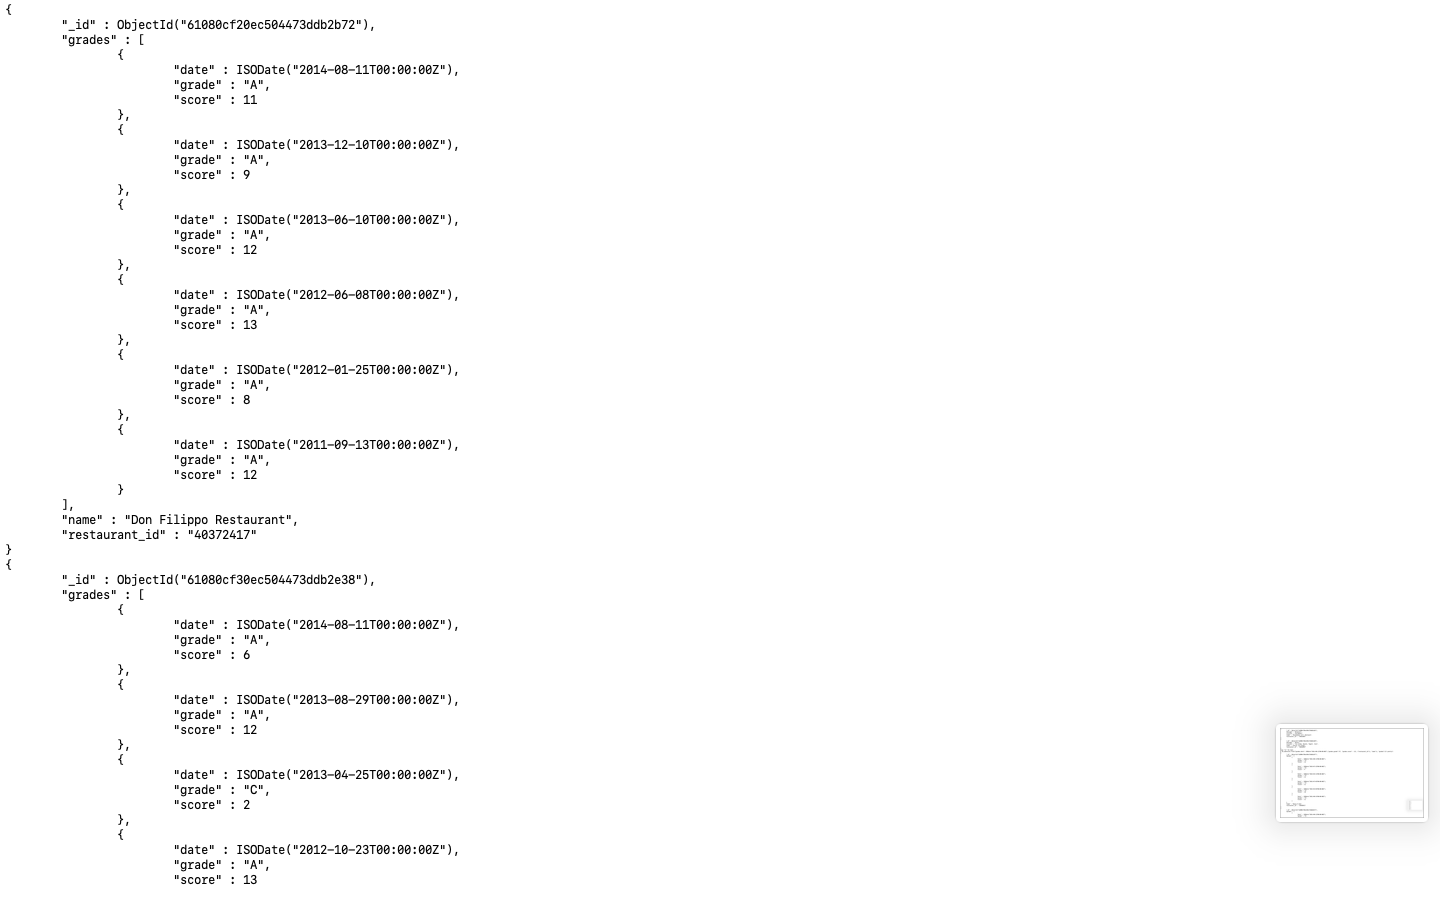 {
"_id" : ObjectId("61080cf20ec504473ddb2b72"),
"grades" : [
{
"date" : ISODate("2014-08-11T00:00:00Z"),
"grade" : "A",
"score" : 11
},
{
"date" : ISODate("2013-12-10T00:00:00Z"),
"grade" : "A",
"score" : 9
},
{
"date" : ISODate("2013-06-10T00:00:00Z"),
"grade" : "A",
"score" : 12
},
{
"date" : ISODate("2012-06-08T00:00:00Z"),
"grade" : "A",
"score" : 13
},
{
"date" : ISODate("2012-01-25T00:00:00Z"),
"grade" : "A",
"score" : 8
},
{
"date" : ISODate("2011-09-13T00:00:00Z"),
"grade" : "A",
"score" : 12
}
],
"name" : "Don Filippo Restaurant",
"restaurant_id" : "40372417"
}
{
"_id" : ObjectId("61080cf30ec504473ddb2e38"),
"grades" : [
{
"date" : ISODate("2014-08-11T00:00:00Z"),
"grade" : "A",
"score" : 6
},
{
"date" : ISODate("2013-08-29T00:00:00Z"),
"grade" : "A",
"score" : 12
},
{
"date" : ISODate("2013-04-25T00:00:00Z"),
"grade" : "C",
"score" : 2
},
{
"date" : ISODate("2012-10-23T00:00:00Z"),
"grade" : "A",
"score" : 13